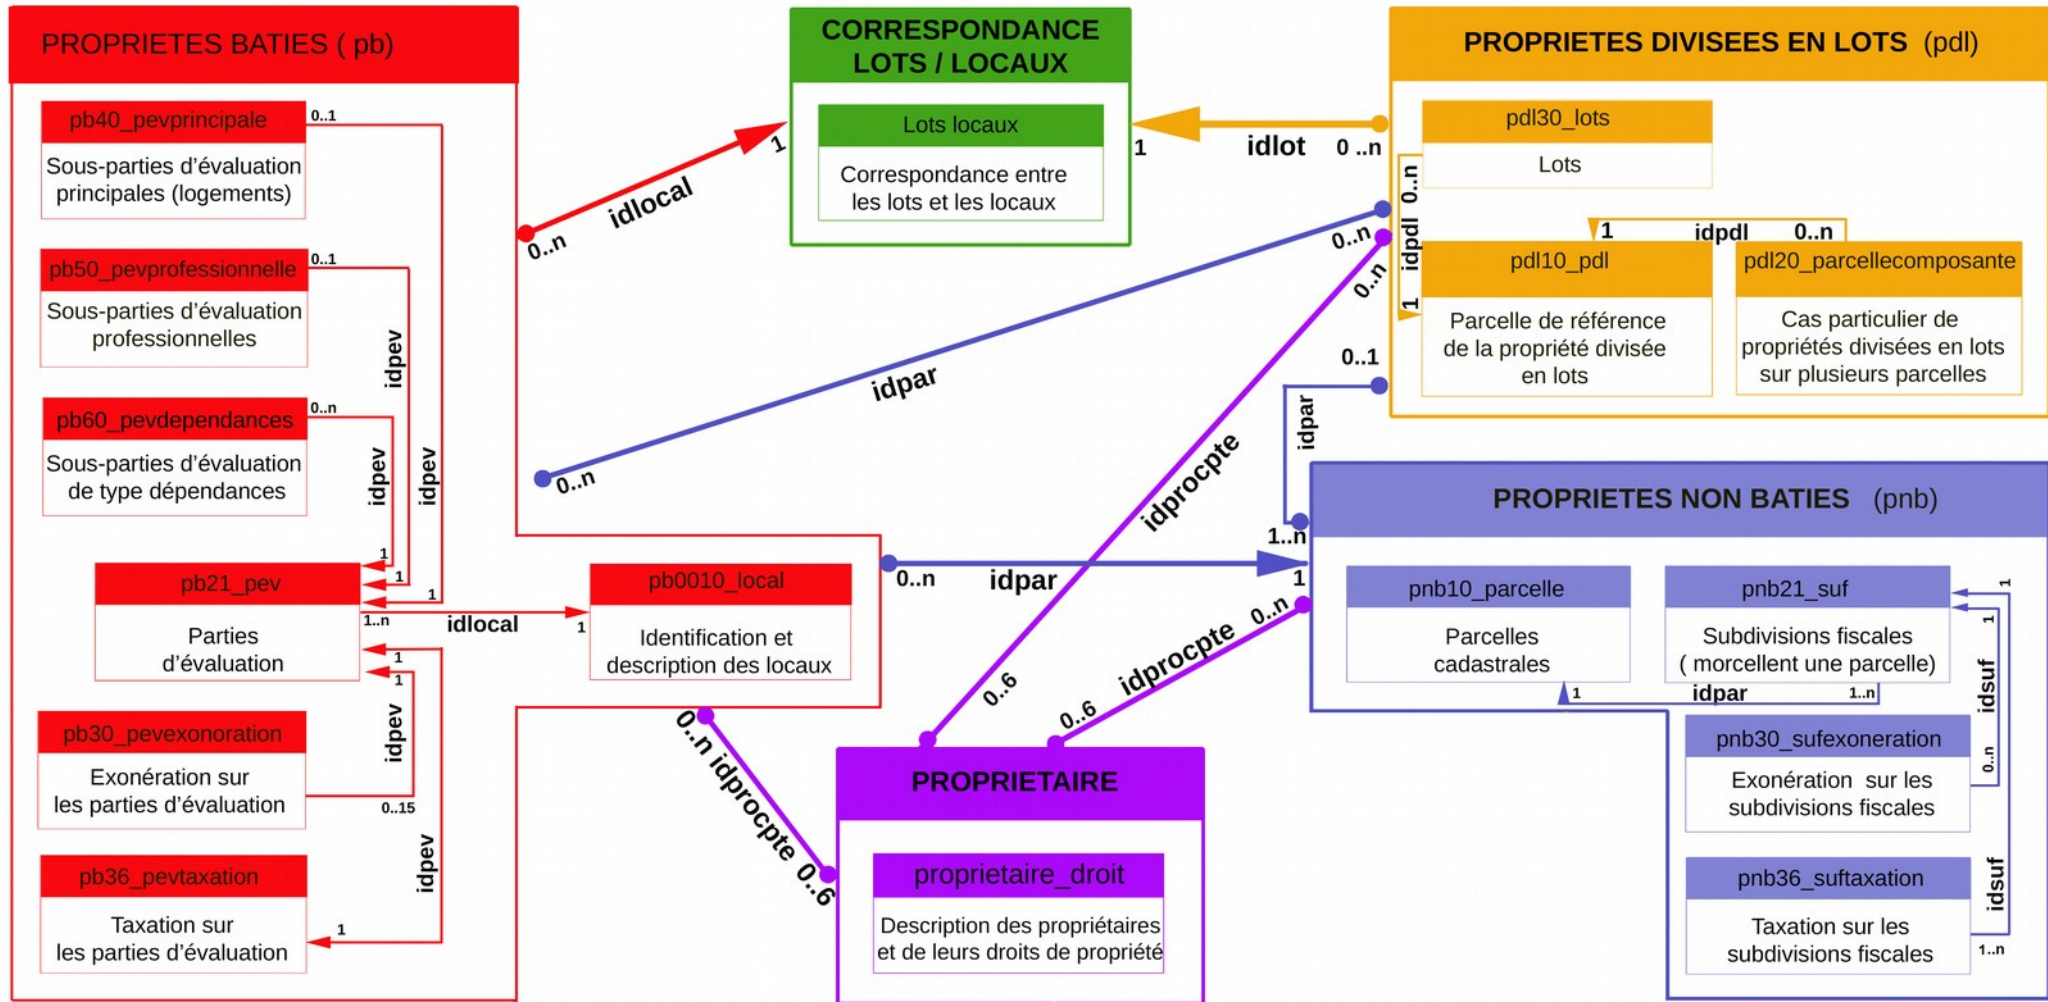 PROPRIETES BATIES ( pb)
pb40_pevprincipale
0..1
Sous-parties d’évaluation
principales (logements)
pb50_pevprofessionnelle
0..1
Sous-parties d’évaluation
professionnelles
idpev
pb60_pevdependances
0..n
Sous-parties d’évaluation
de type dépendances
idpev
idpev
1
1
1
pb21_pev
Parties
d’évaluation
1..n
idlocal
1
pb0010_local
Identification et
description des locaux
1
1
pb30_pevexonoration
Exonération sur
les parties d’évaluation
0..15
idpev
idpev
pb36_pevtaxation
Taxation sur
les parties d’évaluation
1
CORRESPONDANCE
LOTS / LOCAUX
Lots locaux
Correspondance entre
les lots et les locaux
1
idlocal
0..n
1
idlot
0 ..n
PROPRIETES DIVISEES EN LOTS (pdl)
pdl30_lots
Lots
0..n
idpdl
1
1
idpdl
0..n
pdl10_pdl
Parcelle de référence
de la propriété divisée
en lots
pdl20_parcellecomposante
Cas particulier de
propriétés divisées en lots
sur plusieurs parcelles
0..n
idpar
0..n
0..n
idprocpte
0..6
0..1
idpar
1..n
0..n
idpar
1
0..n
idprocpte
0..6
0..n idprocpte 0..6
PROPRIETES NON BATIES (pnb)
pnb10_parcelle
Parcelles
cadastrales
pnb21_suf
Subdivisions fiscales
( morcellent une parcelle)
1
idpar
1..n
1
1
idsuf
0..n
pnb30_sufexoneration
Exonération sur les
subdivisions fiscales
idsuf
pnb36_suftaxation
Taxation sur les
subdivisions fiscales
1..n
PROPRIETAIRE
proprietaire_droit
Description des propriétaires
et de leurs droits de propriété